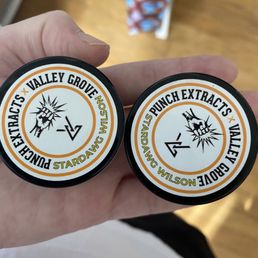 PUNCH EXTRACTS × VALLEY GROVE
STARDAWG WILSON
PUNCH EXTRACTS × VALLEY GROVE
STARDAWG WILSON